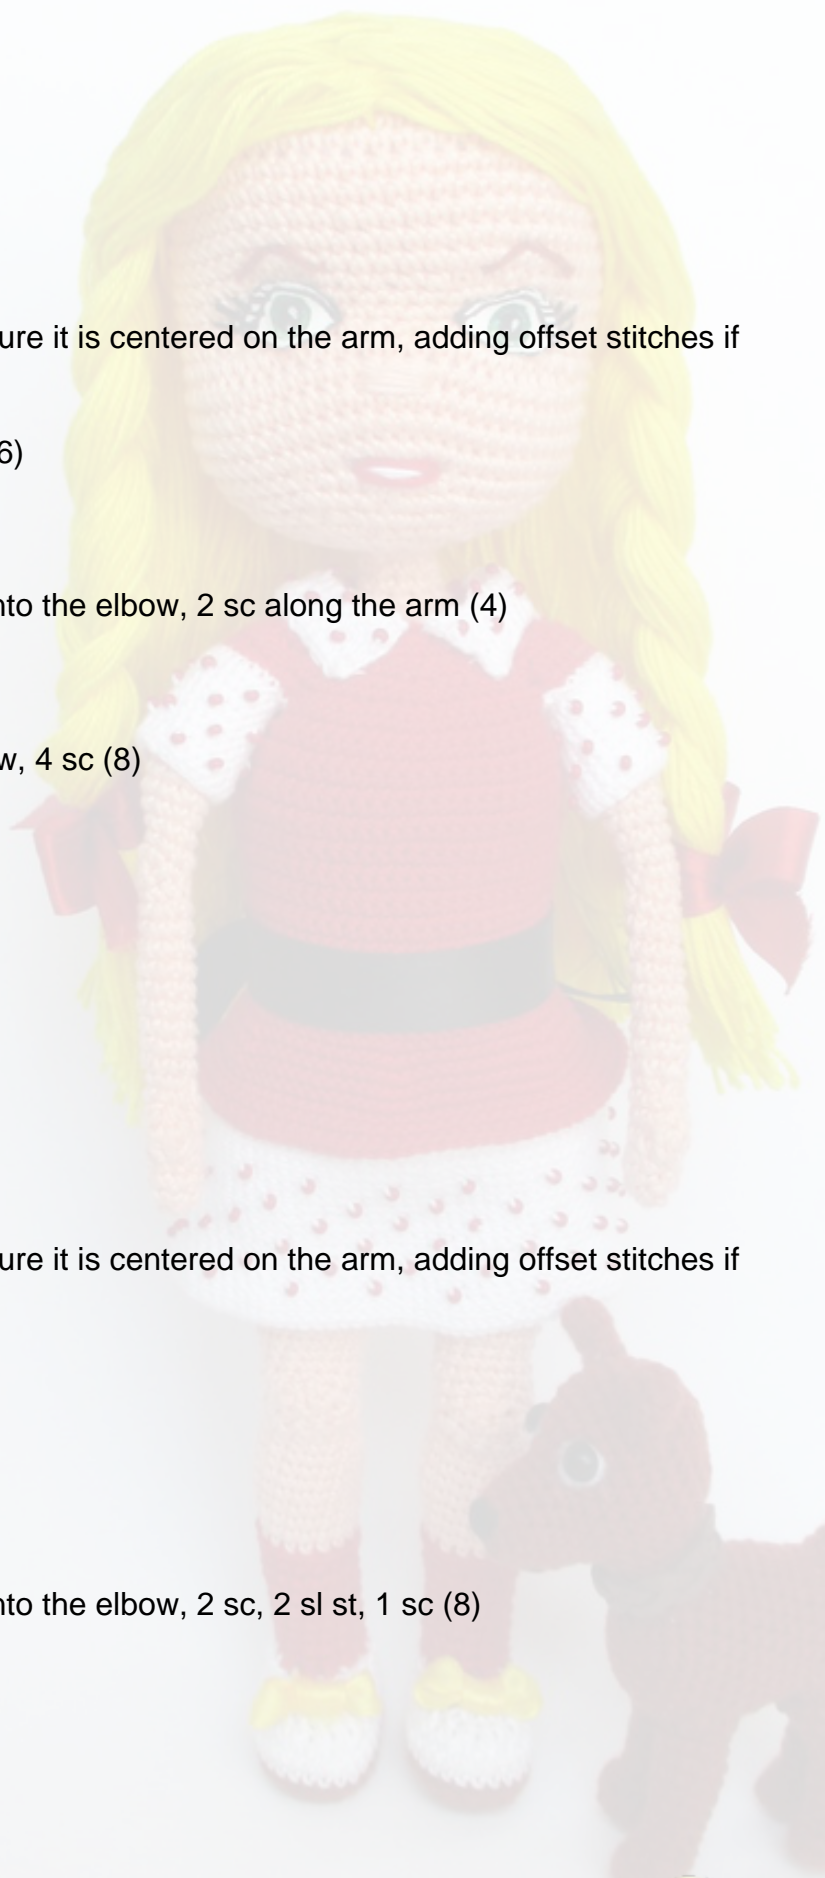 ure it is centered on the arm, adding offset stitches if
6)
nto the elbow, 2 sc along the arm (4)
w, 4 sc (8)
ure it is centered on the arm, adding offset stitches if
nto the elbow, 2 sc, 2 sl st, 1 sc (8)